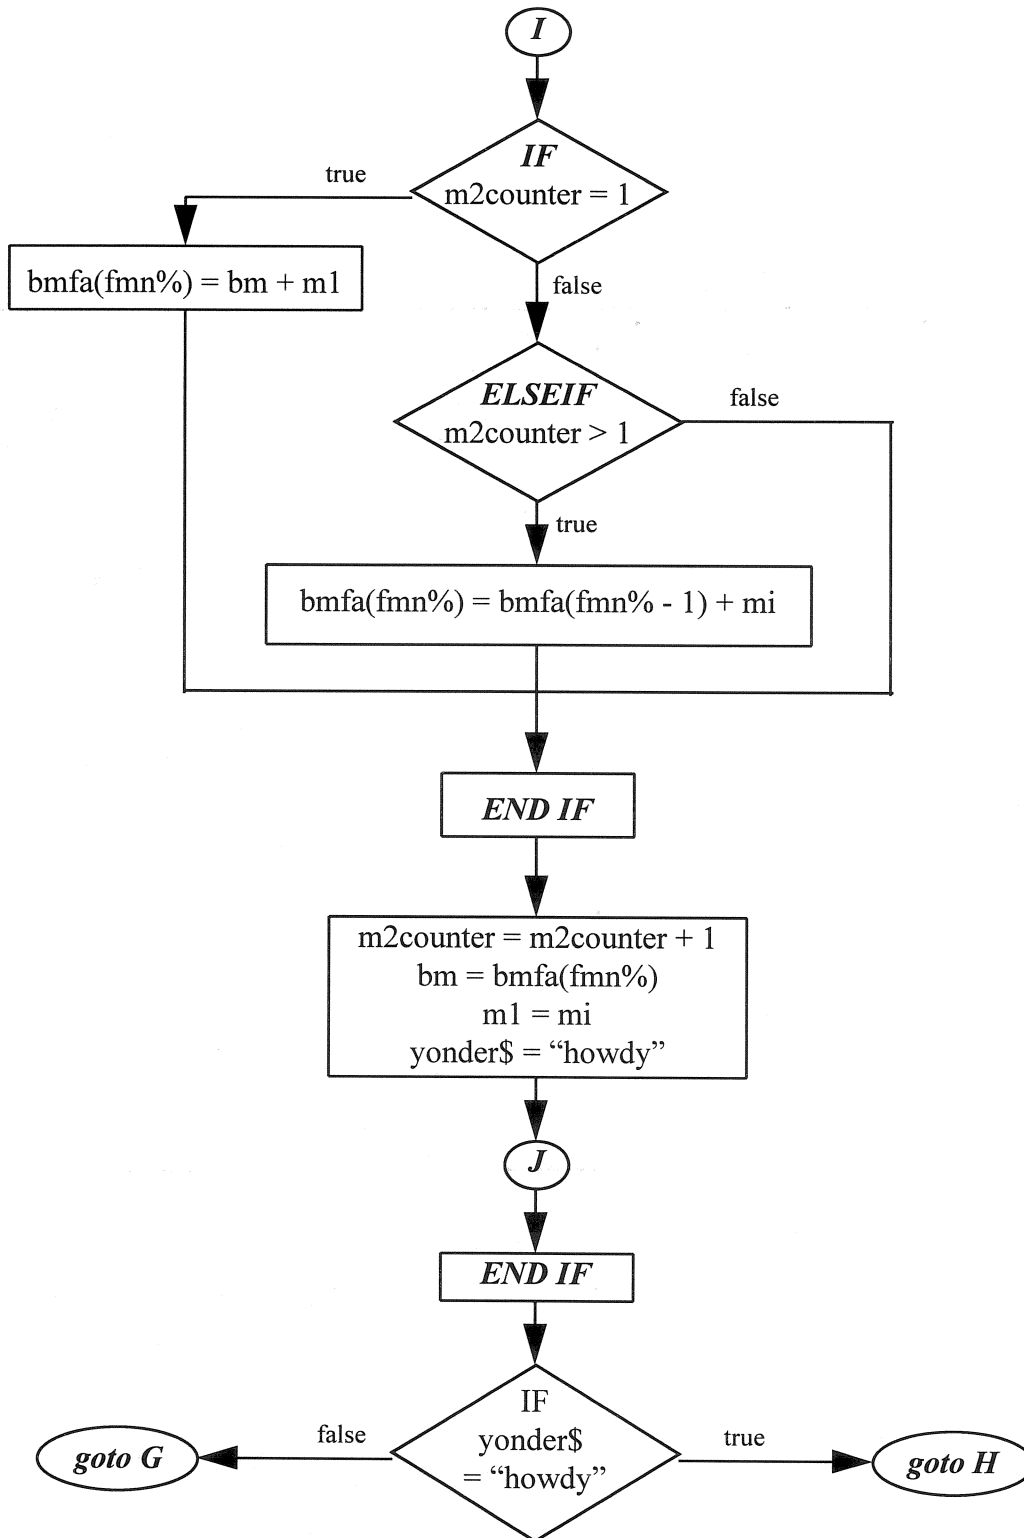 I
IF
m2counter = 1
true
bmfa(fmn%) = bm + m1
false
ELSEIF
m2counter > 1
false
true
bmfa(fmn%) = bmfa(fmn% - 1) + mi
END IF
m2counter = m2counter + 1
bm = bmfa(fmn%)
m1 = mi
yonder$ = “howdy”
J
END IF
IF
yonder$
= “howdy”
false
goto G
true
goto H